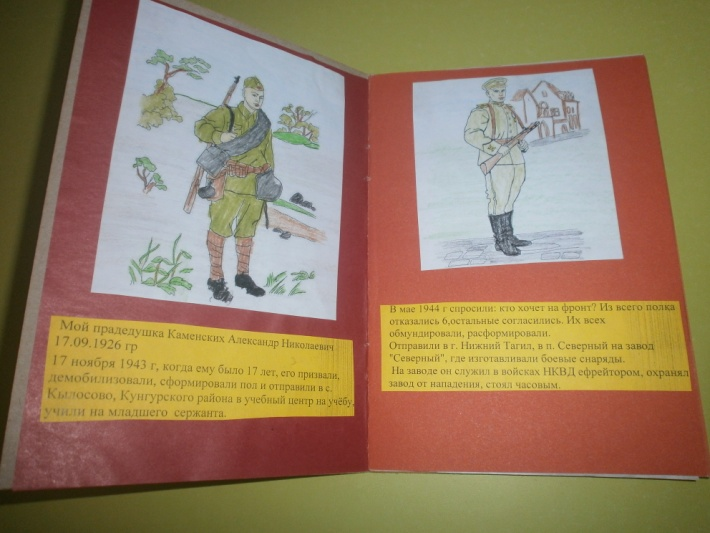 Мой прадедушка Каменских Александр Николаевич
17.09.1926 гр
17 ноября 1943 г, когда ему было 17 лет, его призвали,
демобилизовали, сформировали пол и отправили в с.
Кылосово, Кунгурского района в учебный центр на учёбу,
учили на младшего сержанта.
В мае 1944 г спросили: кто хочет на фронт? Из всего полка
отказались 6,остальные согласились. Их всех
обмундировали, расформировали.
Отправили в г. Нижний Тагил, в п. Северный на завод
"Северный", где изготавливали боевые снаряды.
На заводе он служил в войсках НКВД ефрейтором, охранял
завод от нападения, стоял часовым.